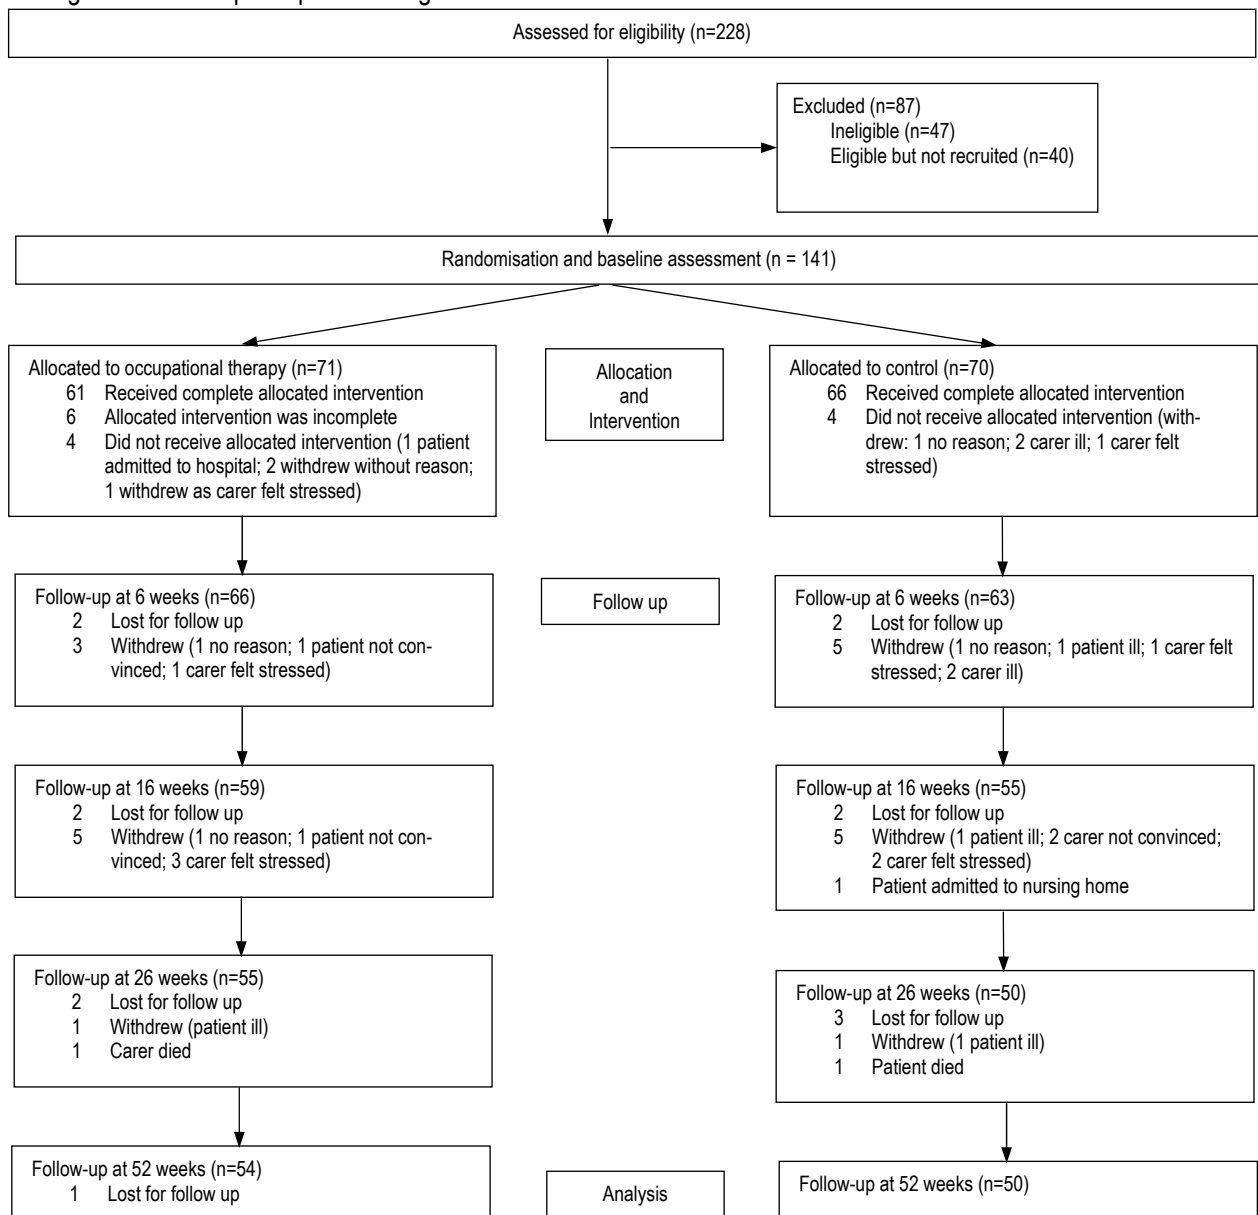 Assessed for eligibility (n=228)
Excluded (n=87)
Ineligible (n=47)
Eligible but not recruited (n=40)
Randomisation and baseline assessment (n = 141)
Allocated to occupational therapy (n=71)
61 Received complete allocated intervention
6 Allocated intervention was incomplete
4 Did not receive allocated intervention (1 patient
admitted to hospital; 2 withdrew without reason;
1 withdrew as carer felt stressed)
Allocation
and
Intervention
Allocated to control (n=70)
66 Received complete allocated intervention
4 Did not receive allocated intervention (with-
drew: 1 no reason; 2 carer ill; 1 carer felt
stressed)
Follow-up at 6 weeks (n=66)
2 Lost for follow up
3 Withdrew (1 no reason; 1 patient not con-
vinced; 1 carer felt stressed)
Follow up
Follow-up at 6 weeks (n=63)
2 Lost for follow up
5 Withdrew (1 no reason; 1 patient ill; 1 carer felt
stressed; 2 carer ill)
Follow-up at 16 weeks (n=59)
2 Lost for follow up
5 Withdrew (1 no reason; 1 patient not con-
vinced; 3 carer felt stressed)
Follow-up at 16 weeks (n=55)
2 Lost for follow up
5 Withdrew (1 patient ill; 2 carer not convinced;
2 carer felt stressed)
1 Patient admitted to nursing home
Follow-up at 26 weeks (n=55)
2 Lost for follow up
1 Withdrew (patient ill)
1 Carer died
Follow-up at 26 weeks (n=50)
3 Lost for follow up
1 Withdrew (1 patient ill)
1 Patient died
Follow-up at 52 weeks (n=54)
1 Lost for follow up
Analysis
Follow-up at 52 weeks (n=50)